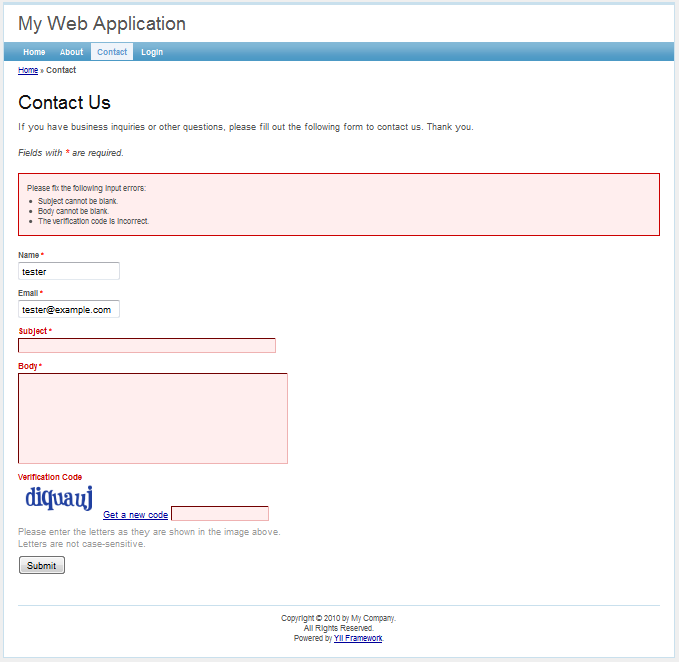 My Web Application
Home About Contact Login
Home » Contact
Contact Us
If you have business inquiries or other questions, please fill out the following form to contact us. Thank you.
Fields with * are required.
Please fix the following input errors:
• Subject cannot be blank.
• Body cannot be blank.
• The verification code is incorrect.
Name *
tester
Email *
tester@example.com
Subject *
Body *
Verification Code
diquauj Get a new code
Please enter the letters as they are shown in the image above.
Letters are not case-sensitive.
Submit
Copyright © 2010 by My Company.
All Rights Reserved.
Powered by Yii Framework.